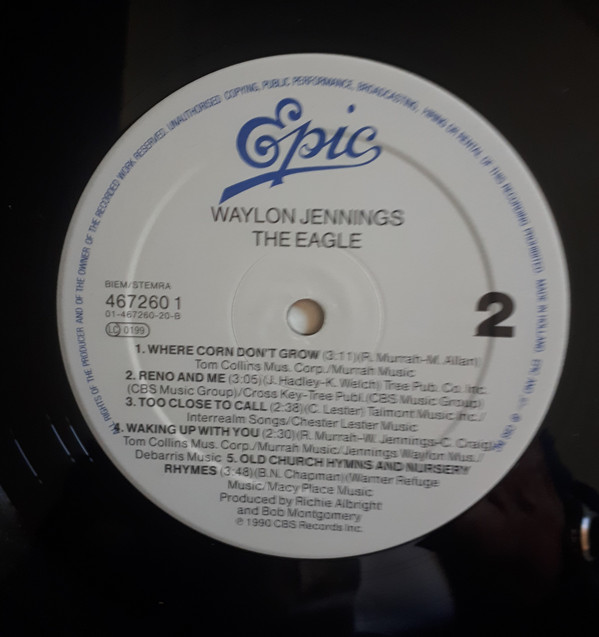 ALL RIGHTS OF THE PRODUCER AND OF THE OWNER OF THE RECORDED WORK RESERVED. UNAUTHORISED COPYING, PUBLIC PERFORMANCE, BROADCASTING, HIRING OR RENTAL OF THIS RECORDING PROHIBITED. MADE IN HOLLAND.
Epic
WAYLON JENNINGS
THE EAGLE
BIEM/STEMRA
467260 1
01-467260-20-B
LC 0199
2
1. WHERE CORN DON'T GROW (3:11)(R. Murrah-M. Allan)
Tom Collins Mus. Corp./Murrah Music
2. RENO AND ME (3:05)(J. Hadley-K. Welch) Tree Pub. Co. Inc.
(CBS Music Group)/Cross Key-Tree Publ.(CBS Music Group)
3. TOO CLOSE TO CALL (2:38)(C. Lester) Talmont Music Inc./
Interrealm Songs/Chester Lester Music
4. WAKING UP WITH YOU (2:30)(R. Murrah-W. Jennings-C. Craig)
Tom Collins Mus. Corp./Murrah Music/Jennings Waylon Mus./
Debarris Music 5. OLD CHURCH HYMNS AND NURSERY
RHYMES (3:48)(B.N. Chapman)(Warner Refuge
Music/Macy Place Music
Produced by Richie Albright
and Bob Montgomery
℗ 1990 CBS Records Inc.